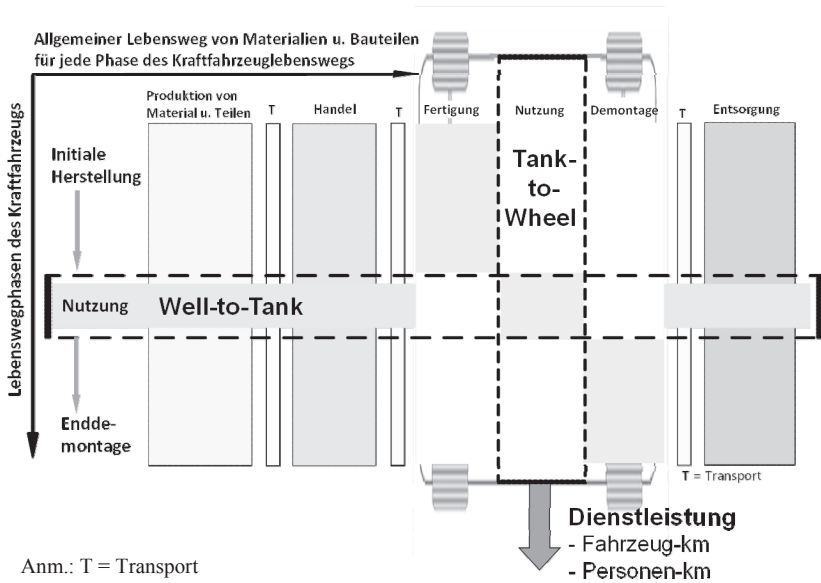 Allgemeiner Lebensweg von Materialien u. Bauteilen
für jede Phase des Kraftfahrzeuglebenswegs
Lebenswegphasen des Kraftfahrzeugs
Produktion von
Material u. Teilen
T
Handel
T
Fertigung
Nutzung
Demontage
T
Entsorgung
Initiale
Herstellung
Tank-
to-
Wheel
Nutzung
Well-to-Tank
Endde-
montage
T = Transport
Dienstleistung
- Fahrzeug-km
- Personen-km
Anm.: T = Transport